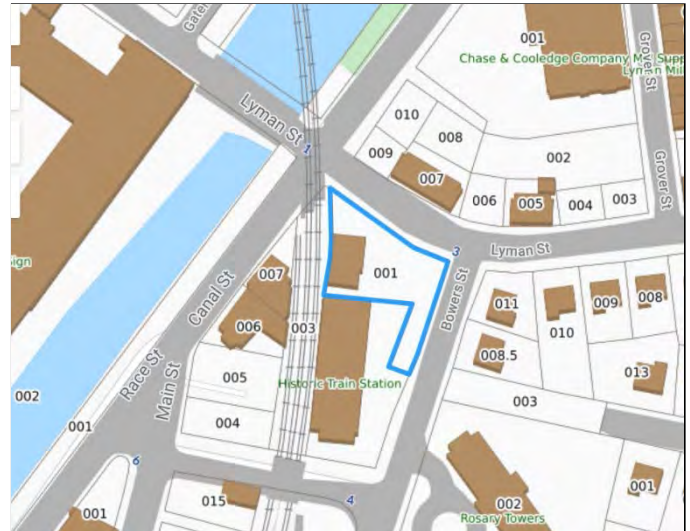 Gate
Lyman St
1
001
Chase & Cooledge Company Mill Supp
Lyman Mill
Grover St
Grover St
010
009
008
007
002
006
005
004
003
Lyman St
3
Bowers St
001
ign
007
006
003
Canal St
005
004
Historic Train Station
Race St
Main St
002
001
6
001
015
4
011
008.5
010
009
008
013
003
001
002
Rosary Towers